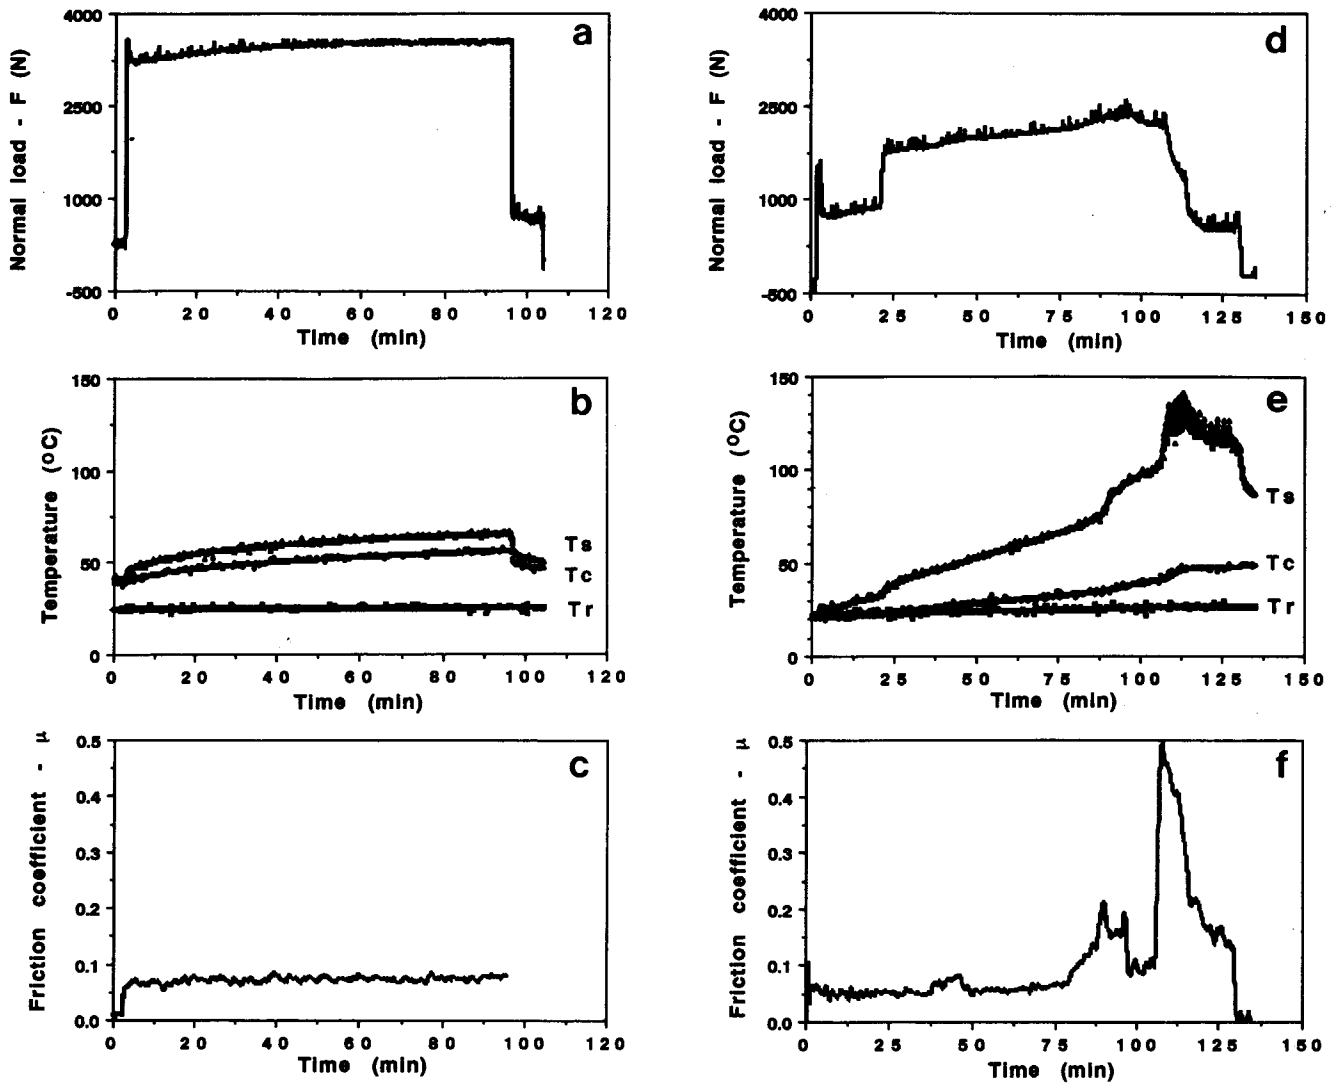 a
Normal load - F (N)
4000
2500
1000
-500
0 20 40 60 80 100 120
Time (min)
d
Normal load - F (N)
4000
2500
1000
-500
0 25 50 75 100 125 150
Time (min)
b
Temperature (ºC)
150
100
50
0
Ts
Tc
Tr
0 20 40 60 80 100 120
Time (min)
e
Temperature (ºC)
150
100
50
0
Ts
Tc
Tr
0 25 50 75 100 125 150
Time (min)
c
Friction coefficient - μ
0.5
0.4
0.3
0.2
0.1
0.0
0 20 40 60 80 100 120
Time (min)
f
Friction coefficient - μ
0.5
0.4
0.3
0.2
0.1
0.0
0 25 50 75 100 125 150
Time (min)